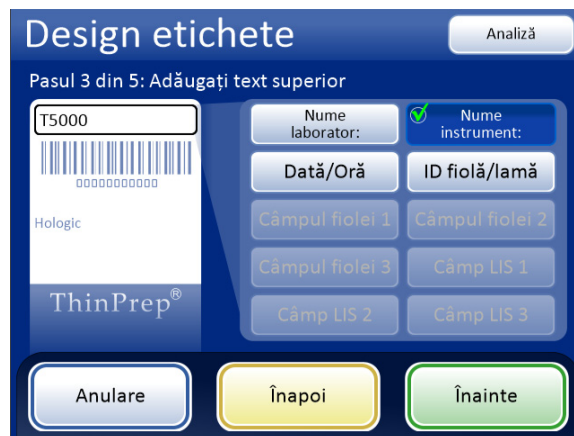 Design etichete
Analiză
Pasul 3 din 5: Adăugați text superior
T5000
00000000000
Hologic
ThinPrep®
Nume
laborator:
Nume
instrument:
Dată/Oră
ID fiolă/lamă
Câmpul fiolei 1
Câmpul fiolei 2
Câmpul fiolei 3
Câmp LIS 1
Câmp LIS 2
Câmp LIS 3
Anulare
Înapoi
Înainte